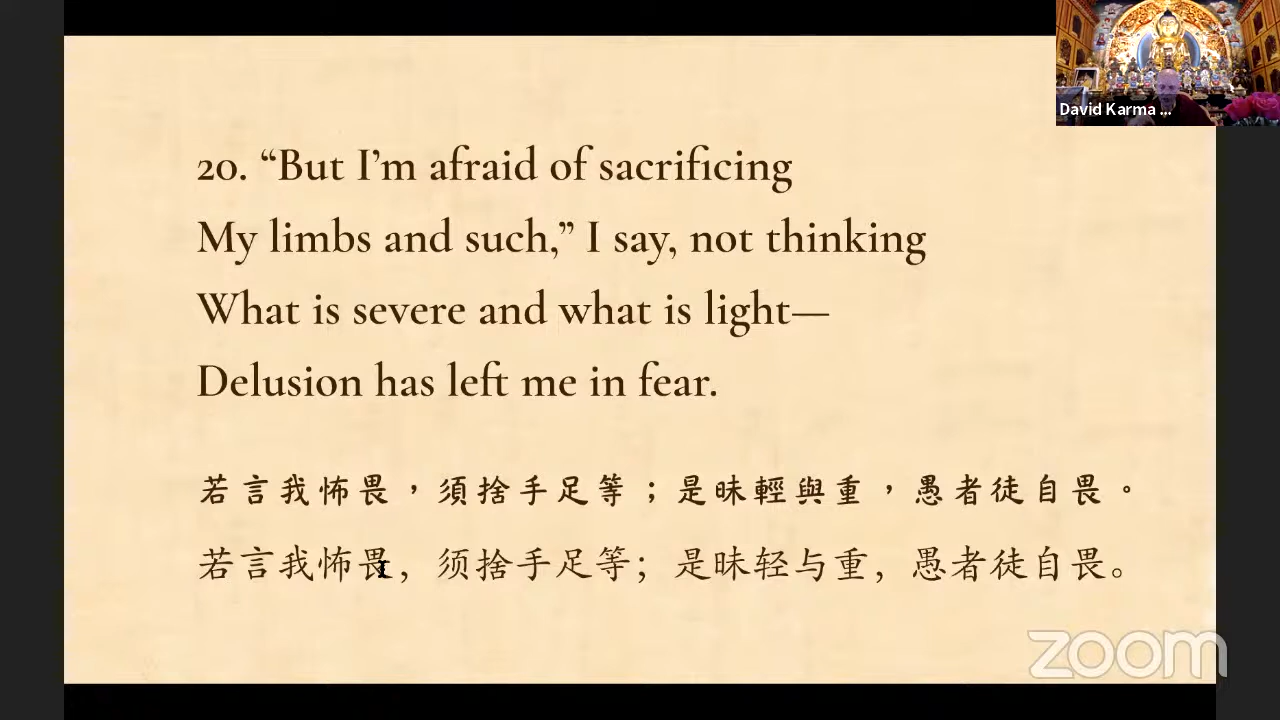 David Karma ...
20. “But I’m afraid of sacrificing
My limbs and such,” I say, not thinking
What is severe and what is light—
Delusion has left me in fear.
若言我怖畏，須捨手足等；是昧輕與重，愚者徒自畏。
若言我怖畏，须捨手足等；是昧轻与重，愚者徒自畏。
zoom